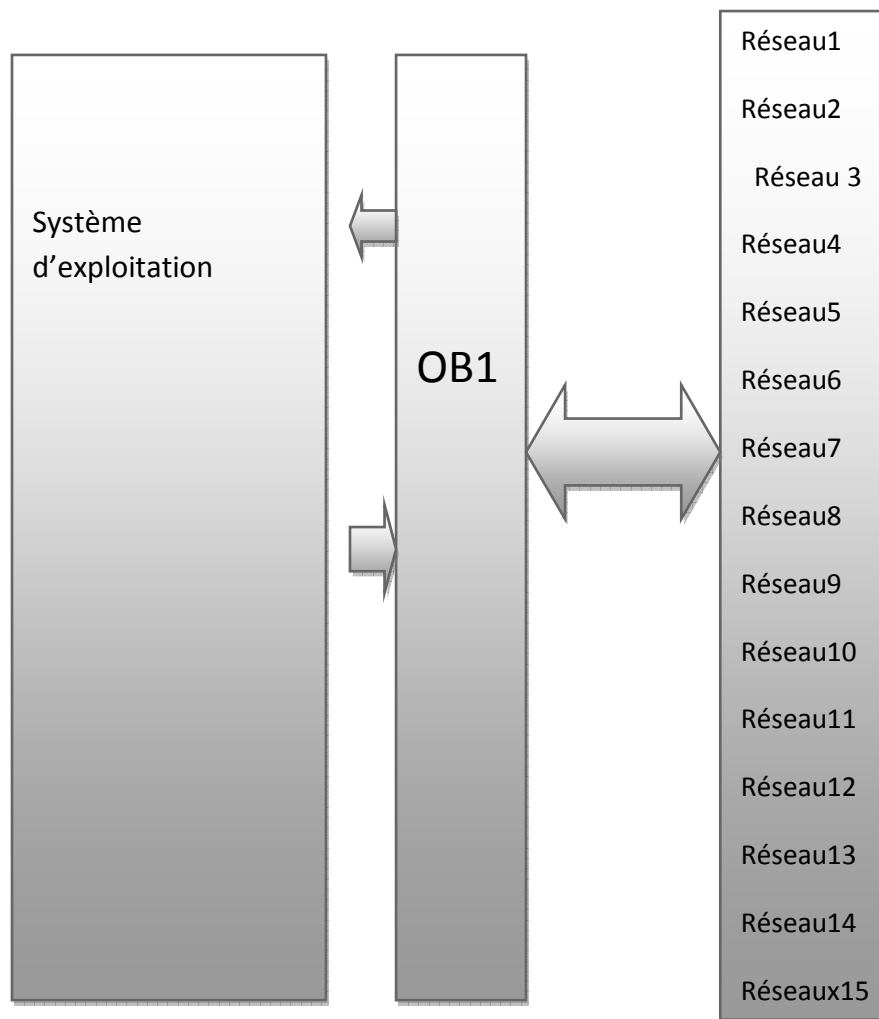 Système
d’exploitation
OB1
Réseau1
Réseau2
Réseau 3
Réseau4
Réseau5
Réseau6
Réseau7
Réseau8
Réseau9
Réseau10
Réseau11
Réseau12
Réseau13
Réseau14
Réseaux15